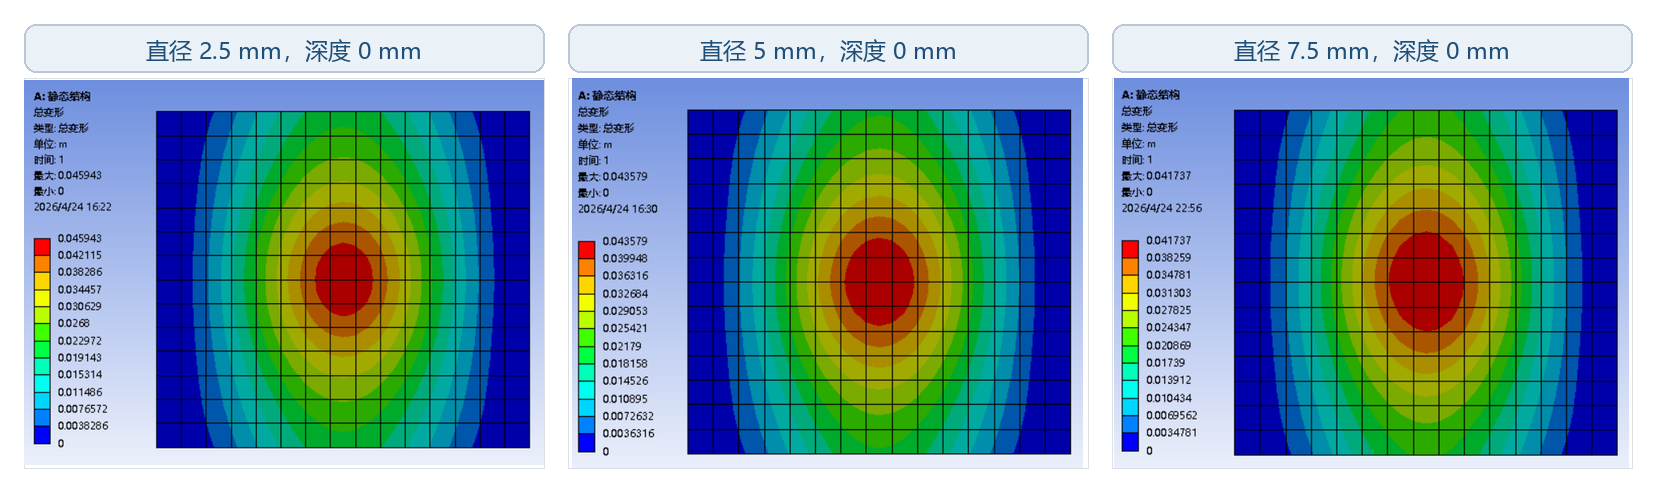 直径 2.5 mm，深度 0 mm
A: 静态结构
总变形
类型: 总变形
单位: m
时间: 1
最大: 0.045943
最小: 0
2026/4/24 16:22
0.045943
0.042115
0.038286
0.034457
0.030629
0.0268
0.022972
0.019143
0.015314
0.011486
0.0076572
0.0038286
0
直径 5 mm，深度 0 mm
A: 静态结构
总变形
类型: 总变形
单位: m
时间: 1
最大: 0.043579
最小: 0
2026/4/24 16:30
0.043579
0.039948
0.036316
0.032684
0.029053
0.025421
0.02179
0.018158
0.014526
0.010895
0.0072632
0.0036316
0
直径 7.5 mm，深度 0 mm
A: 静态结构
总变形
类型: 总变形
单位: m
时间: 1
最大: 0.041737
最小: 0
2026/4/24 22:56
0.041737
0.038259
0.034781
0.031303
0.027825
0.024347
0.020869
0.01739
0.013912
0.010434
0.0069562
0.0034781
0